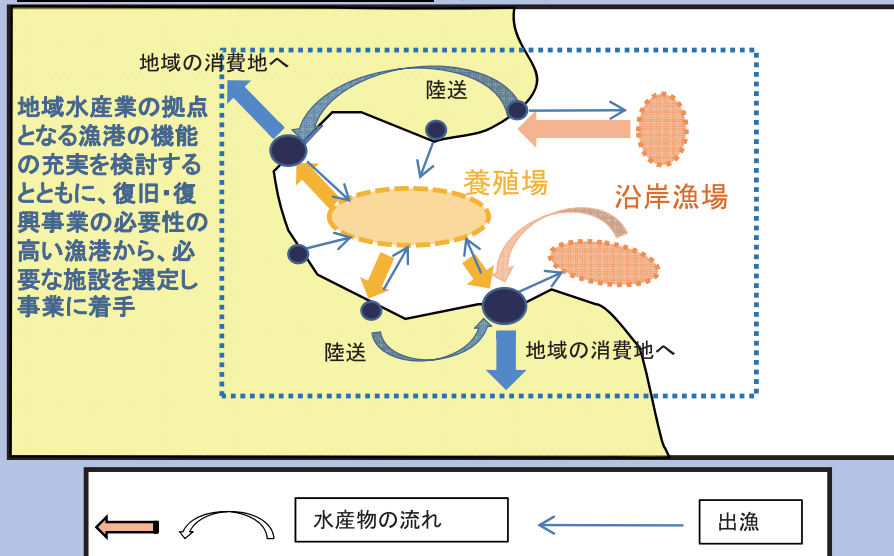 地域の消費地へ
陸送
地域水産業の拠点
となる漁港の機能
の充実を検討する
とともに、復旧・復
興事業の必要性の
高い漁港から、必
要な施設を選定し
事業に着手
養殖場
沿岸漁場
陸送
地域の消費地へ
水産物の流れ
出漁